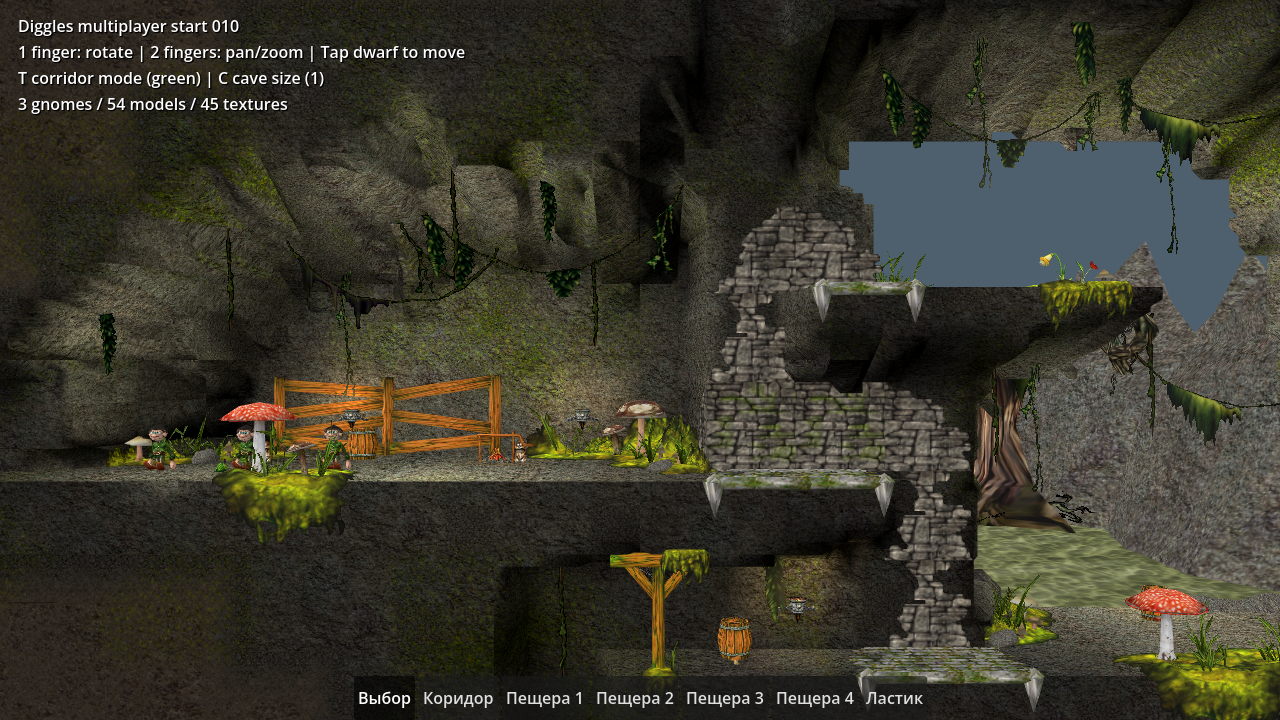 Diggles multiplayer start 010
1 finger: rotate | 2 fingers: pan/zoom | Tap dwarf to move
T corridor mode (green) | C cave size (1)
3 gnomes / 54 models / 45 textures
Выбор Коридор Пещера 1 Пещера 2 Пещера 3 Пещера 4 Ластик